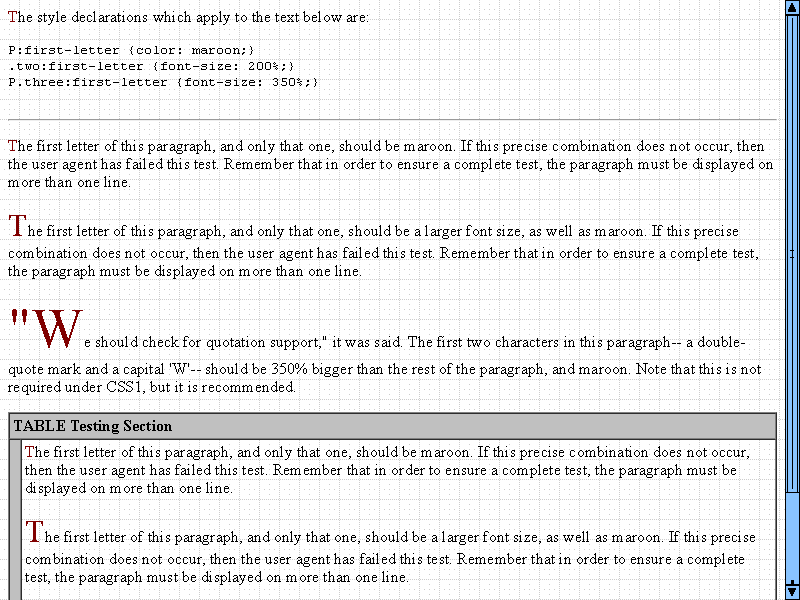 The style declarations which apply to the text below are:
P:first-letter {color: maroon;}
.two:first-letter {font-size: 200%;}
P.three:first-letter {font-size: 350%;}
The first letter of this paragraph, and only that one, should be maroon. If this precise combination does not occur, then
the user agent has failed this test. Remember that in order to ensure a complete test, the paragraph must be displayed on
more than one line.
The first letter of this paragraph, and only that one, should be a larger font size, as well as maroon. If this precise
combination does not occur, then the user agent has failed this test. Remember that in order to ensure a complete test,
the paragraph must be displayed on more than one line.
"We should check for quotation support," it was said. The first two characters in this paragraph-- a double-
quote mark and a capital 'W'-- should be 350% bigger than the rest of the paragraph, and maroon. Note that this is not
required under CSS1, but it is recommended.
TABLE Testing Section
The first letter of this paragraph, and only that one, should be maroon. If this precise combination does not occur,
then the user agent has failed this test. Remember that in order to ensure a complete test, the paragraph must be
displayed on more than one line.
The first letter of this paragraph, and only that one, should be a larger font size, as well as maroon. If this precise
combination does not occur, then the user agent has failed this test. Remember that in order to ensure a complete
test, the paragraph must be displayed on more than one line.